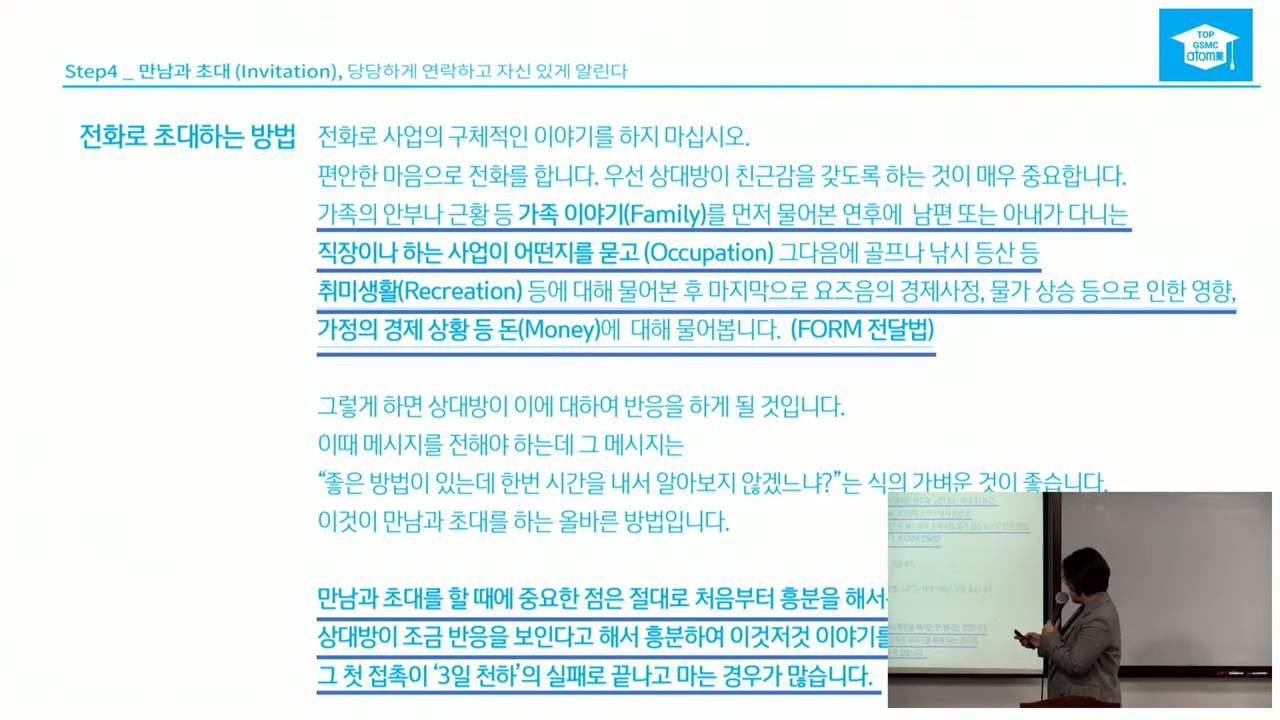 TOP
GSMC
atom美
Step4 _ 만남과 초대 (Invitation), 당당하게 연락하고 자신 있게 알린다
전화로 초대하는 방법
전화로 사업의 구체적인 이야기를 하지 마십시오.
편안한 마음으로 전화를 합니다. 우선 상대방이 친근감을 갖도록 하는 것이 매우 중요합니다.
가족의 안부나 근황 등 가족 이야기(Family)를 먼저 물어본 연후에 남편 또는 아내가 다니는
직장이나 하는 사업이 어떤지를 묻고 (Occupation) 그다음에 골프나 낚시 등산 등
취미생활(Recreation) 등에 대해 물어본 후 마지막으로 요즈음의 경제사정, 물가 상승 등으로 인한 영향,
가정의 경제 상황 등 돈(Money)에 대해 물어봅니다. (FORM 전달법)
그렇게 하면 상대방이 이에 대하여 반응을 하게 될 것입니다.
이때 메시지를 전해야 하는데 그 메시지는
“좋은 방법이 있는데 한번 시간을 내서 알아보지 않겠느냐?”는 식의 가벼운 것이 좋습니다.
이것이 만남과 초대를 하는 올바른 방법입니다.
만남과 초대를 할 때에 중요한 점은 절대로 처음부터 흥분을 해서
상대방이 조금 반응을 보인다고 해서 흥분하여 이것저것 이야기를
그 첫 접촉이 ‘3일 천하’의 실패로 끝나고 마는 경우가 많습니다.